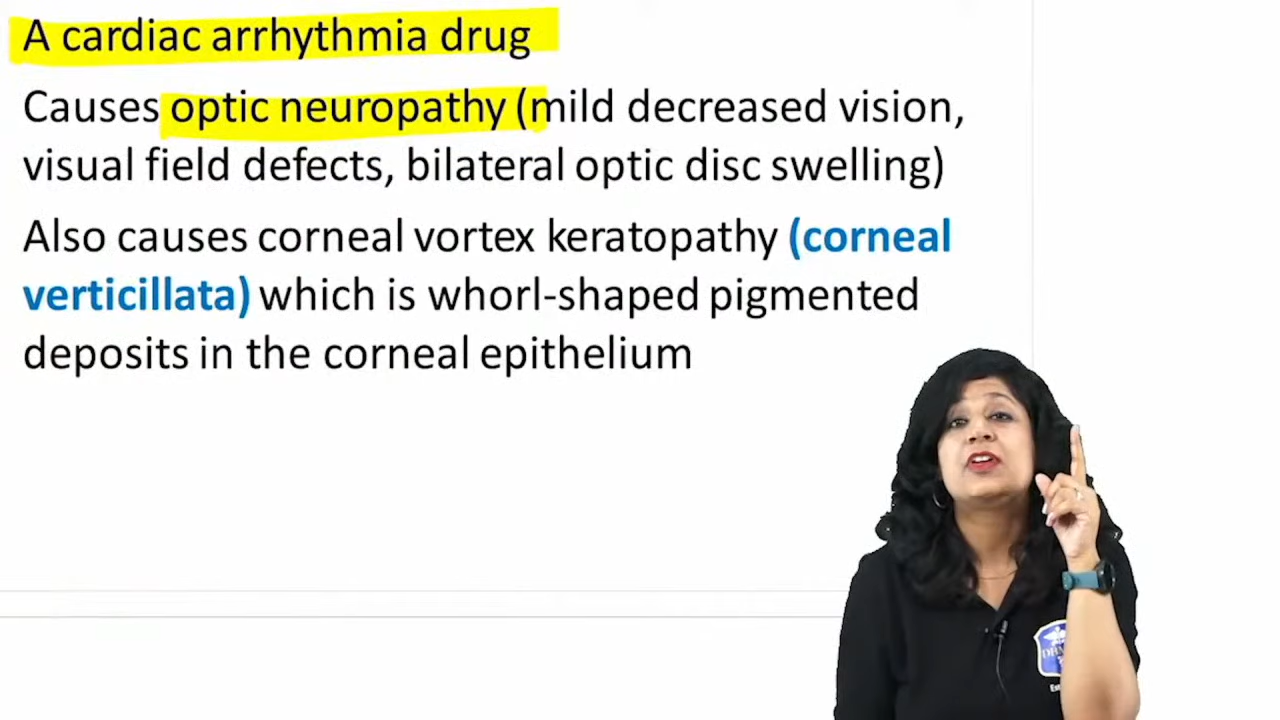 A cardiac arrhythmia drug
Causes optic neuropathy (mild decreased vision,
visual field defects, bilateral optic disc swelling)
Also causes corneal vortex keratopathy (corneal
verticillata) which is whorl-shaped pigmented
deposits in the corneal epithelium